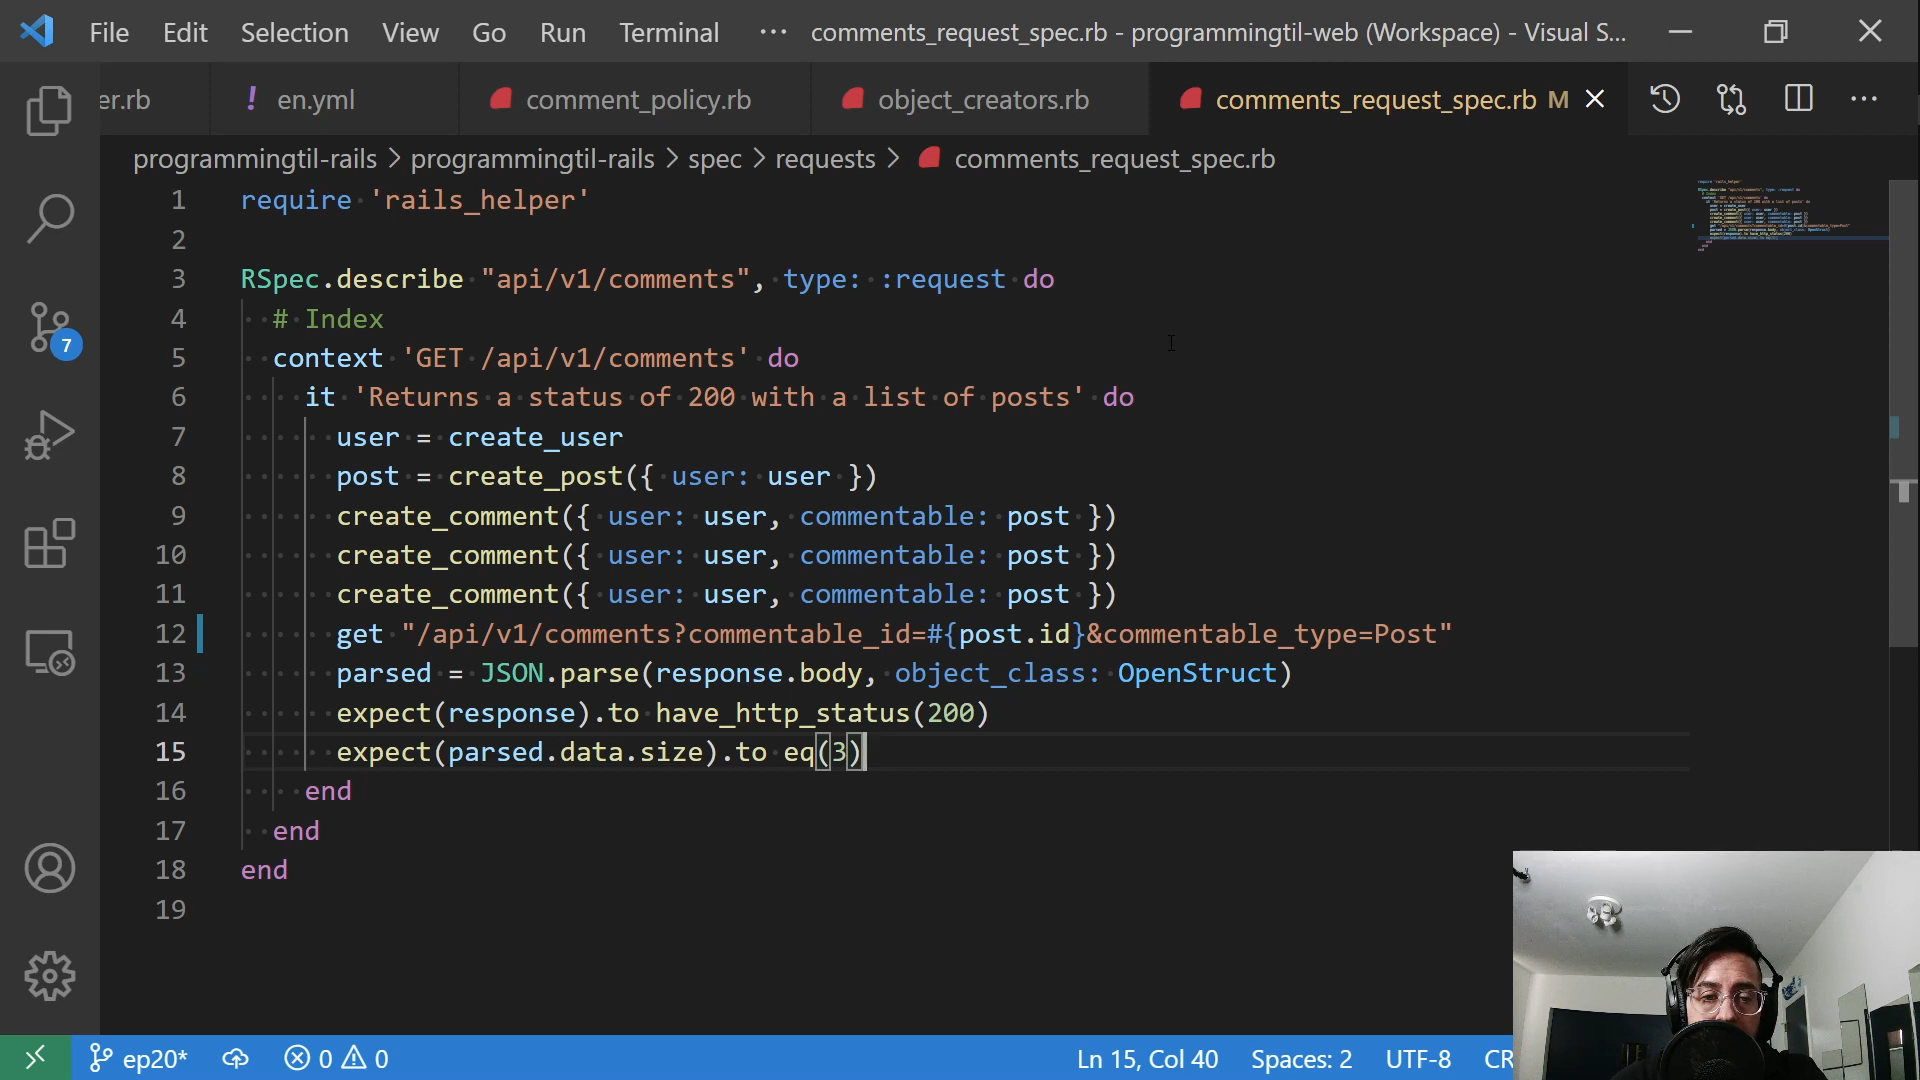 File Edit Selection View Go Run Terminal ··· comments_request_spec.rb - programmingtil-web (Workspace) - Visual S...
er.rb ! en.yml comment_policy.rb object_creators.rb comments_request_spec.rb M
programmingtil-rails > programmingtil-rails > spec > requests > comments_request_spec.rb
1 require 'rails_helper'
2
3 RSpec.describe "api/v1/comments", type: :request do
4 # Index
5 context 'GET /api/v1/comments' do
6 it 'Returns a status of 200 with a list of posts' do
7 user = create_user
8 post = create_post({ user: user })
9 create_comment({ user: user, commentable: post })
10 create_comment({ user: user, commentable: post })
11 create_comment({ user: user, commentable: post })
12 get "/api/v1/comments?commentable_id=#{post.id}&commentable_type=Post"
13 parsed = JSON.parse(response.body, object_class: OpenStruct)
14 expect(response).to have_http_status(200)
15 expect(parsed.data.size).to eq(3)
16 end
17 end
18 end
19
7
ep20* 0 0 Ln 15, Col 40 Spaces: 2 UTF-8 CR